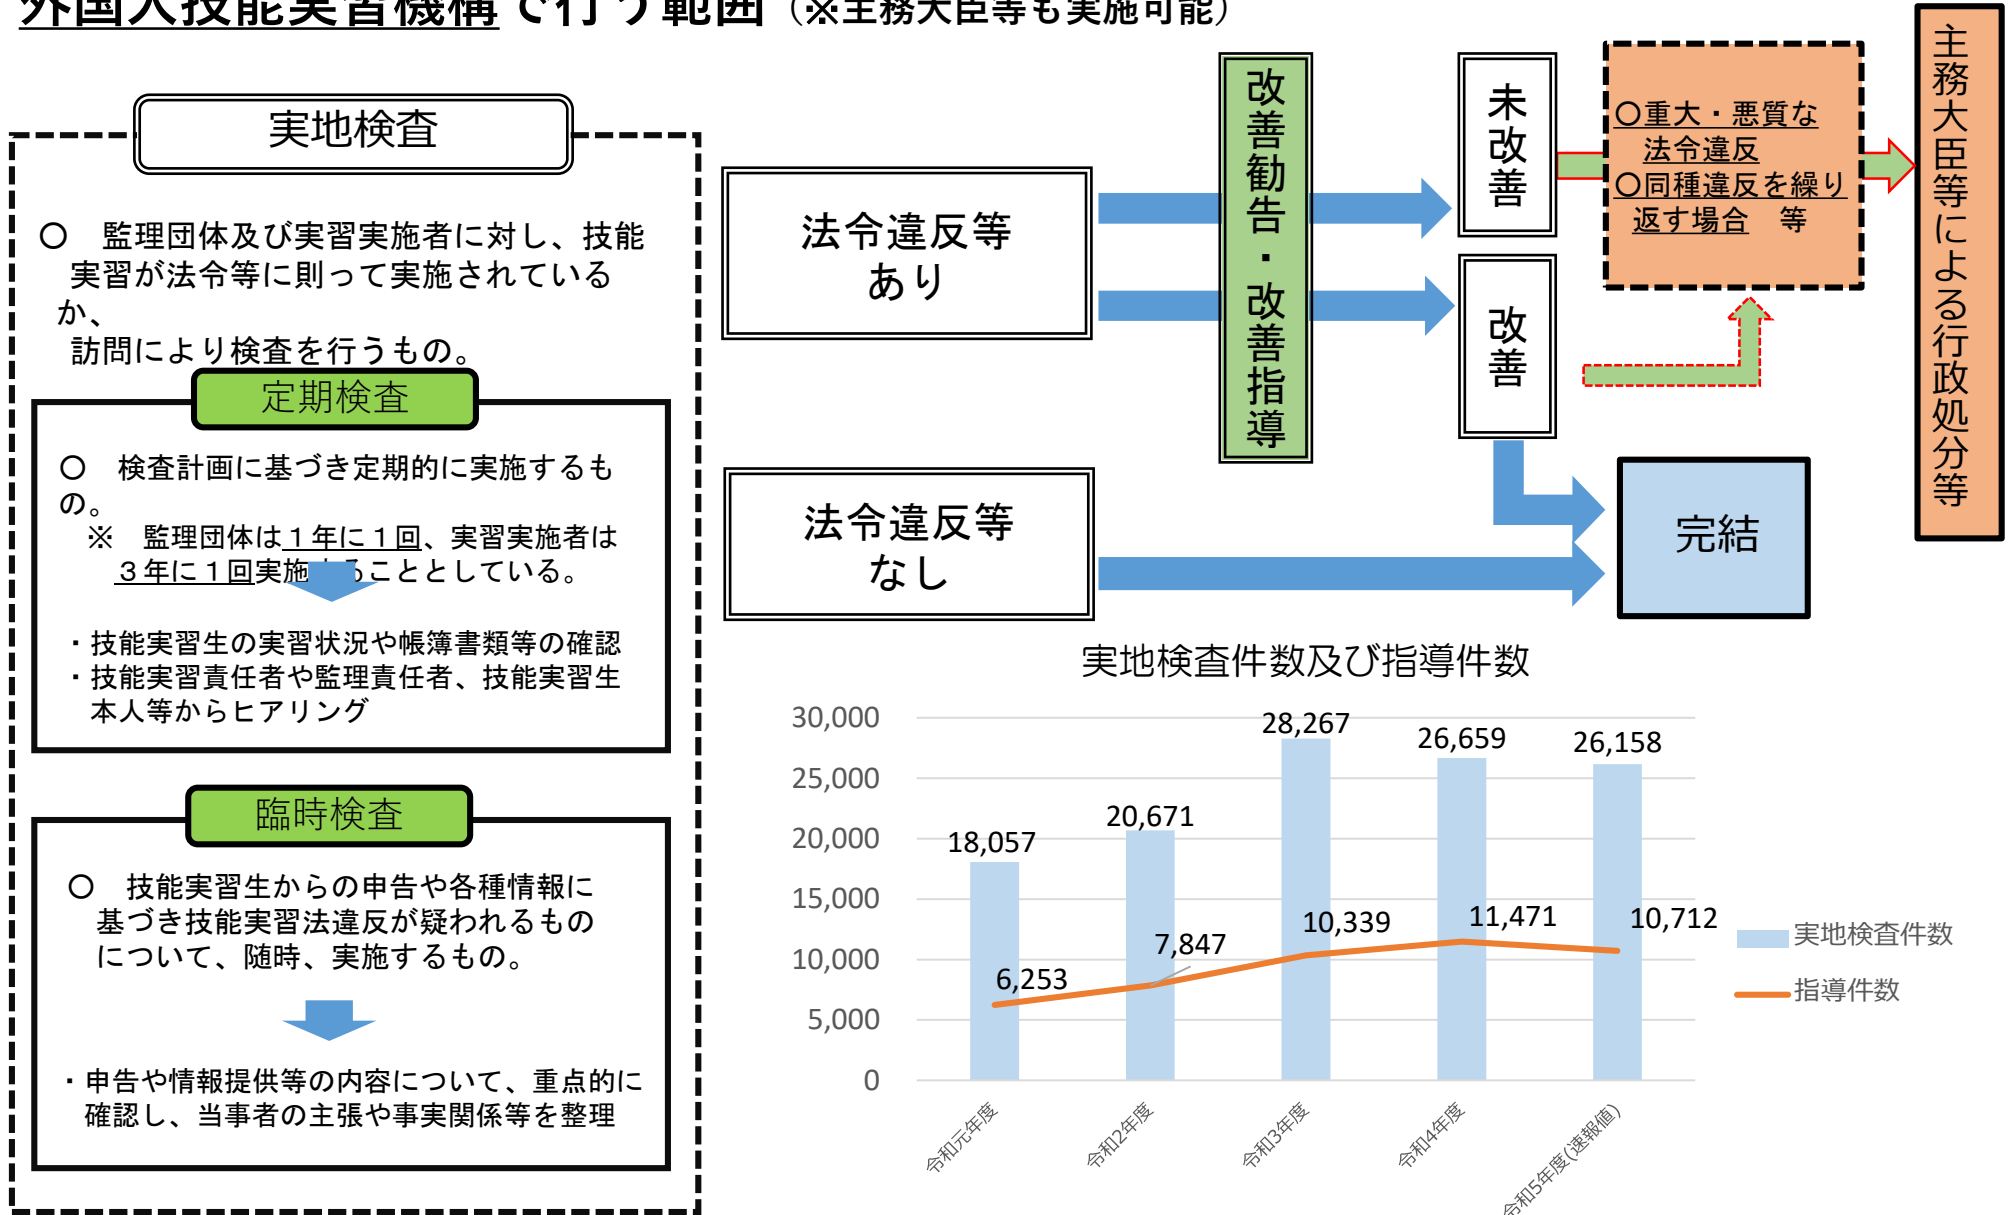 外国人技能実習機構で行う範囲（※主務大臣等も実施可能）
実地検査
〇　監理団体及び実習実施者に対し、技能
実習が法令等に則って実施されている
か、
訪問により検査を行うもの。
定期検査
〇　検査計画に基づき定期的に実施するも
の。
※　監理団体は１年に１回、実習実施者は
３年に１回実施することとしている。
・技能実習生の実習状況や帳簿書類等の確認
・技能実習責任者や監理責任者、技能実習生
本人等からヒアリング
臨時検査
〇　技能実習生からの申告や各種情報に
基づき技能実習法違反が疑われるもの
について、随時、実施するもの。
・申告や情報提供等の内容について、重点的に
確認し、当事者の主張や事実関係等を整理
法令違反等
あり
法令違反等
なし
改善勧告・改善指導
未改善
改善
〇重大・悪質な
法令違反
〇同種違反を繰り
返す場合　等
主務大臣等による行政処分等
完結
実地検査件数及び指導件数
30,000
25,000
20,000
15,000
10,000
5,000
0
18,057
20,671
28,267
26,659
26,158
6,253
7,847
10,339
11,471
10,712
令和元年度
令和2年度
令和3年度
令和4年度
令和5年度(速報値)
実地検査件数
指導件数